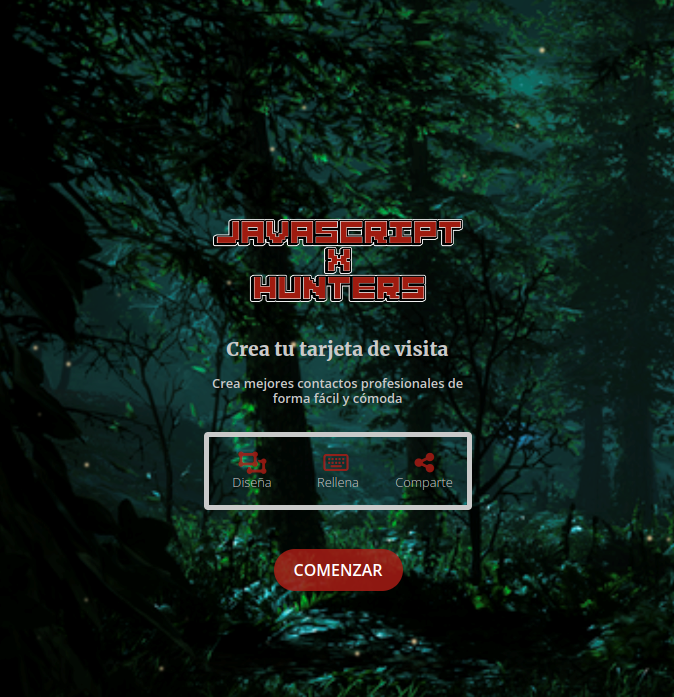 JAVASCRIPT
X
HUNTERS
Crea tu tarjeta de visita
Crea mejores contactos profesionales de
forma fácil y cómoda
Diseña Rellena Comparte
COMENZAR